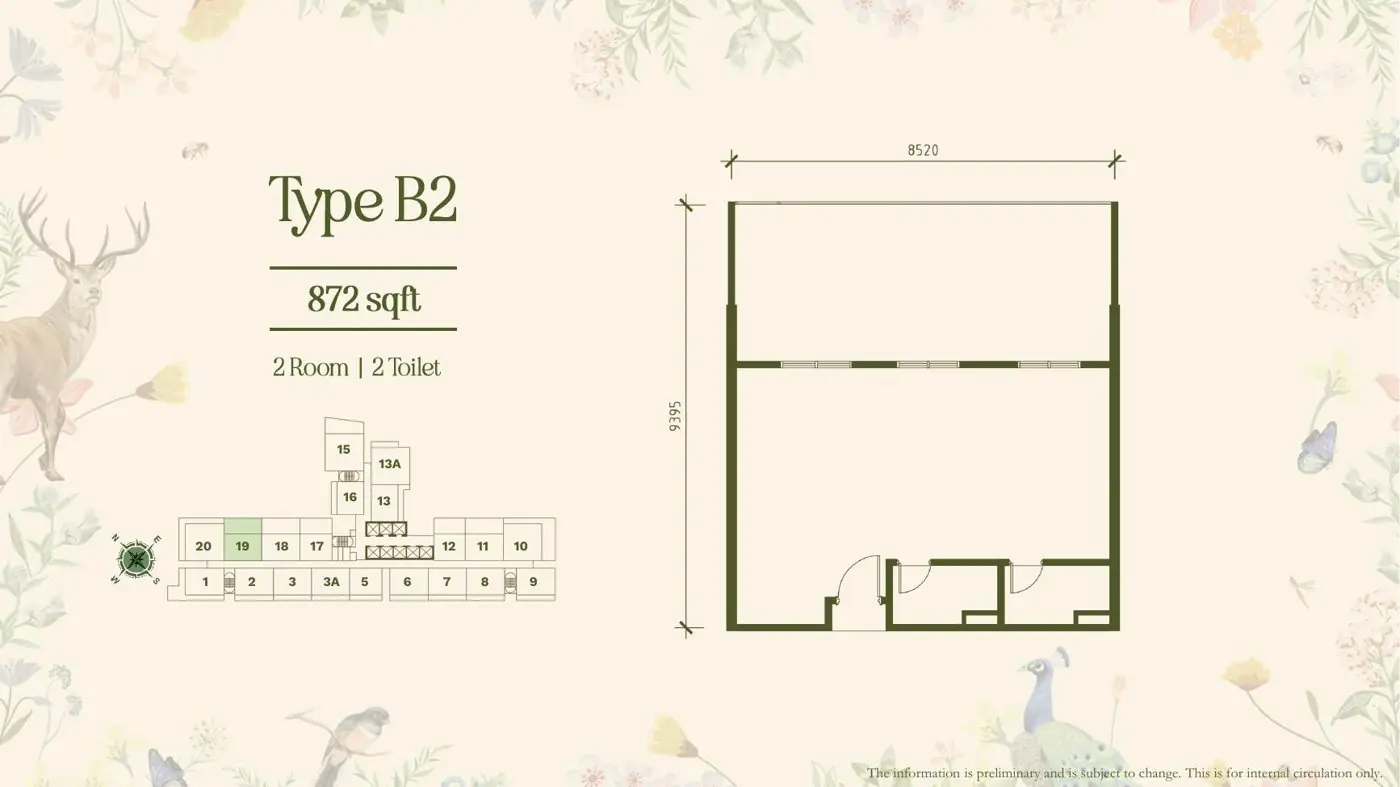 Type B2
872 sqft
2 Room | 2 Toilet
15
13A
16
13
20 19 18 17 12 11 10
1 2 3 3A 5 6 7 8 9
N E
W S
8520
9395
The information is preliminary and is subject to change. This is for internal circulation only.